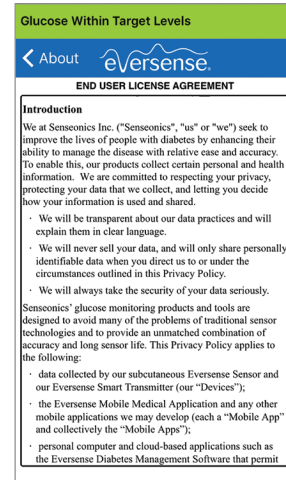 Glucose Within Target Levels
About
eversense.
END USER LICENSE AGREEMENT
Introduction
We at Senseonics Inc. ("Senseonics", "us" or "we") seek to
improve the lives of people with diabetes by enhancing their
ability to manage the disease with relative ease and accuracy.
To enable this, our products collect certain personal and health
information.  We are committed to respecting your privacy,
protecting your data that we collect, and letting you decide
how your information is used and shared.
· We will be transparent about our data practices and will
explain them in clear language.
· We will never sell your data, and will only share personally
identifiable data when you direct us to or under the
circumstances outlined in this Privacy Policy.
· We will always take the security of your data seriously.
Senseonics’ glucose monitoring products and tools are
designed to avoid many of the problems of traditional sensor
technologies and to provide an unmatched combination of
accuracy and long sensor life. This Privacy Policy applies to
the following:
· data collected by our subcutaneous Eversense Sensor and
our Eversense Smart Transmitter (our “Devices”);
· the Eversense Mobile Medical Application and any other
mobile applications we may develop (each a “Mobile App”
and collectively the “Mobile Apps”);
· personal computer and cloud-based applications such as
the Eversense Diabetes Management Software that permit